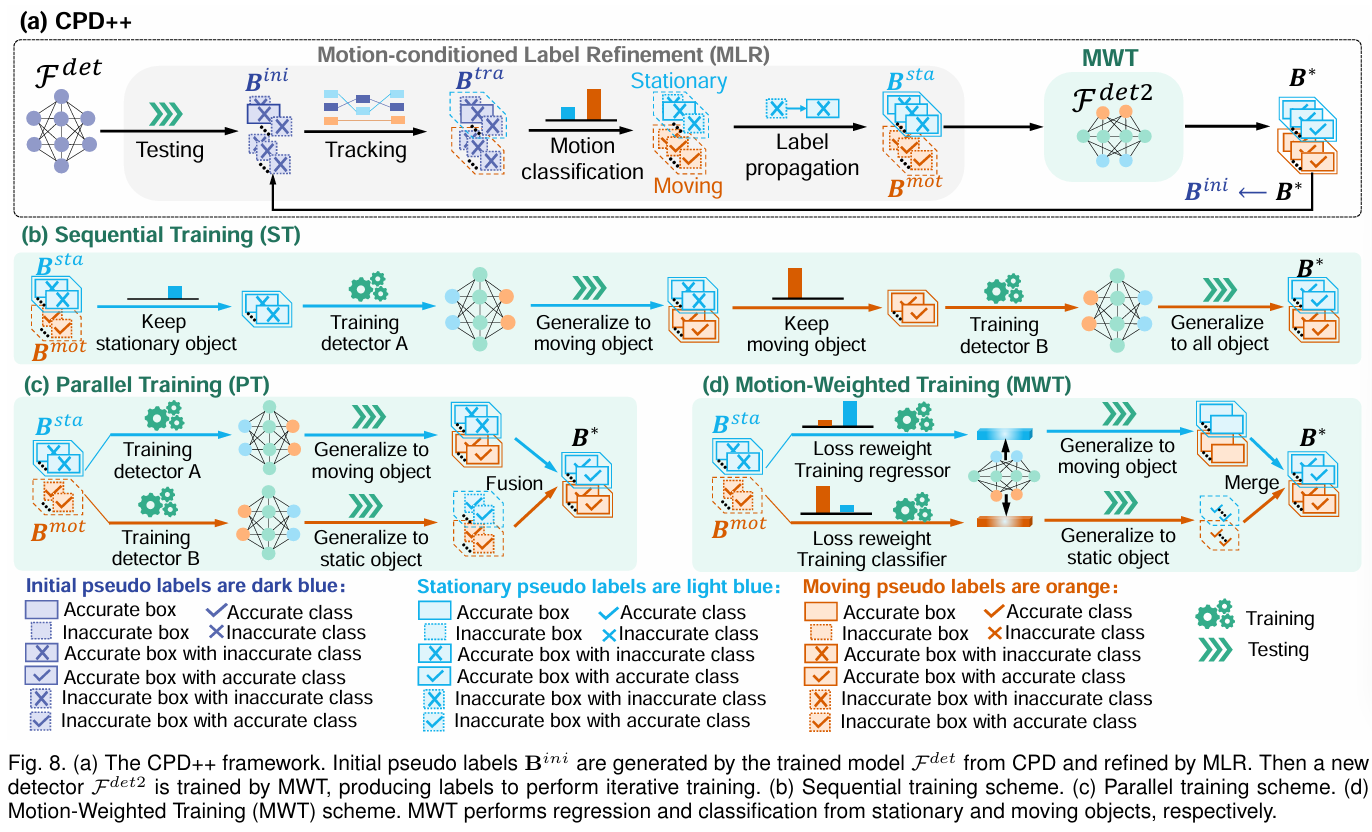 (a) CPD++
Motion-conditioned Label Refinement (MLR)
MWT
ℱ^det
B^ini
B^tra
Stationary
B^sta
ℱ^det2
B*
Testing
Tracking
Motion
classification
Moving
Label
propagation
B^mot
B^ini ← B*
(b) Sequential Training (ST)
B^sta
B*
Keep
stationary object
Training
detector A
Generalize to
moving object
Keep
moving object
Training
detector B
Generalize
to all object
B^mot
(c) Parallel Training (PT)
B^sta
Training
detector A
Generalize to
moving object
B*
Fusion
B^mot
Training
detector B
Generalize to
static object
(d) Motion-Weighted Training (MWT)
B^sta
Loss reweight
Training regressor
Generalize to
moving object
B*
Merge
B^mot
Loss reweight
Training classifier
Generalize to
static object
Initial pseudo labels are dark blue:
Accurate box
Accurate class
Inaccurate box
Inaccurate class
Accurate box with inaccurate class
Accurate box with accurate class
Inaccurate box with inaccurate class
Inaccurate box with accurate class
Stationary pseudo labels are light blue:
Accurate box
Accurate class
Inaccurate box
Inaccurate class
Accurate box with inaccurate class
Accurate box with accurate class
Inaccurate box with inaccurate class
Inaccurate box with accurate class
Moving pseudo labels are orange:
Accurate box
Accurate class
Inaccurate box
Inaccurate class
Accurate box with inaccurate class
Accurate box with accurate class
Inaccurate box with inaccurate class
Inaccurate box with accurate class
Training
Testing
Fig. 8. (a) The CPD++ framework. Initial pseudo labels B^ini are generated by the trained model ℱ^det from CPD and refined by MLR. Then a new
detector ℱ^det2 is trained by MWT, producing labels to perform iterative training. (b) Sequential training scheme. (c) Parallel training scheme. (d)
Motion-Weighted Training (MWT) scheme. MWT performs regression and classification from stationary and moving objects, respectively.